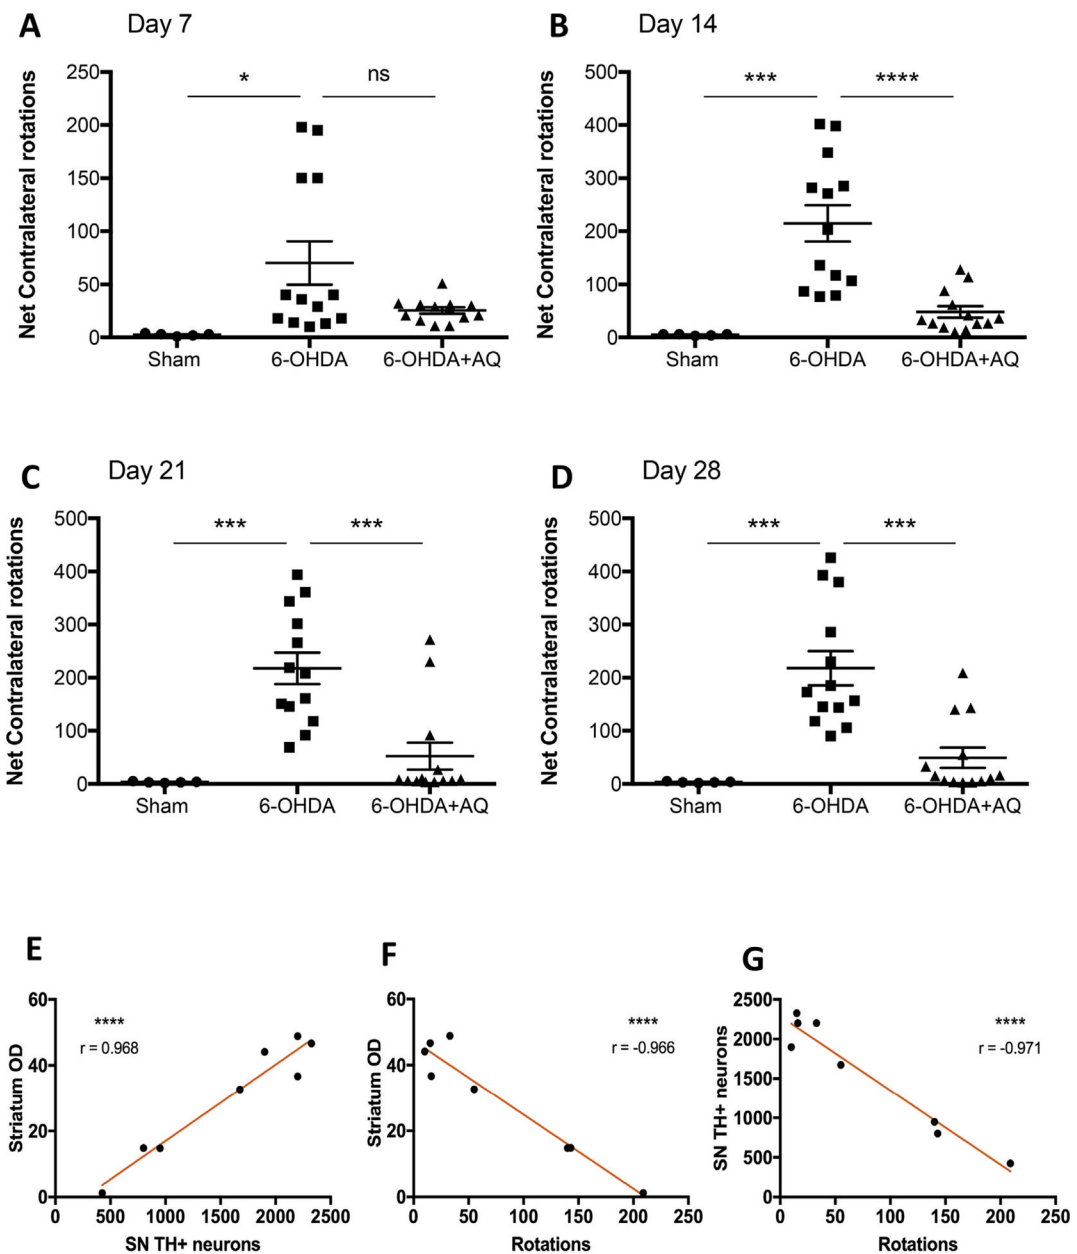 A Day 7
Net Contralateral rotations
250
200
150
100
50
0
* ns
Sham 6-OHDA 6-OHDA+AQ
B Day 14
Net Contralateral rotations
500
400
300
200
100
0
*** ****
Sham 6-OHDA 6-OHDA+AQ
C Day 21
Net Contralateral rotations
500
400
300
200
100
0
*** ***
Sham 6-OHDA 6-OHDA+AQ
D Day 28
Net Contralateral rotations
500
400
300
200
100
0
*** ***
Sham 6-OHDA 6-OHDA+AQ
E
Striatum OD
60
40
20
0
****
r = 0.968
0 500 1000 1500 2000 2500
SN TH+ neurons
F
Striatum OD
60
40
20
0
****
r = -0.966
0 50 100 150 200 250
Rotations
G
SN TH+ neurons
2500
2000
1500
1000
500
0
****
r = -0.971
0 50 100 150 200 250
Rotations